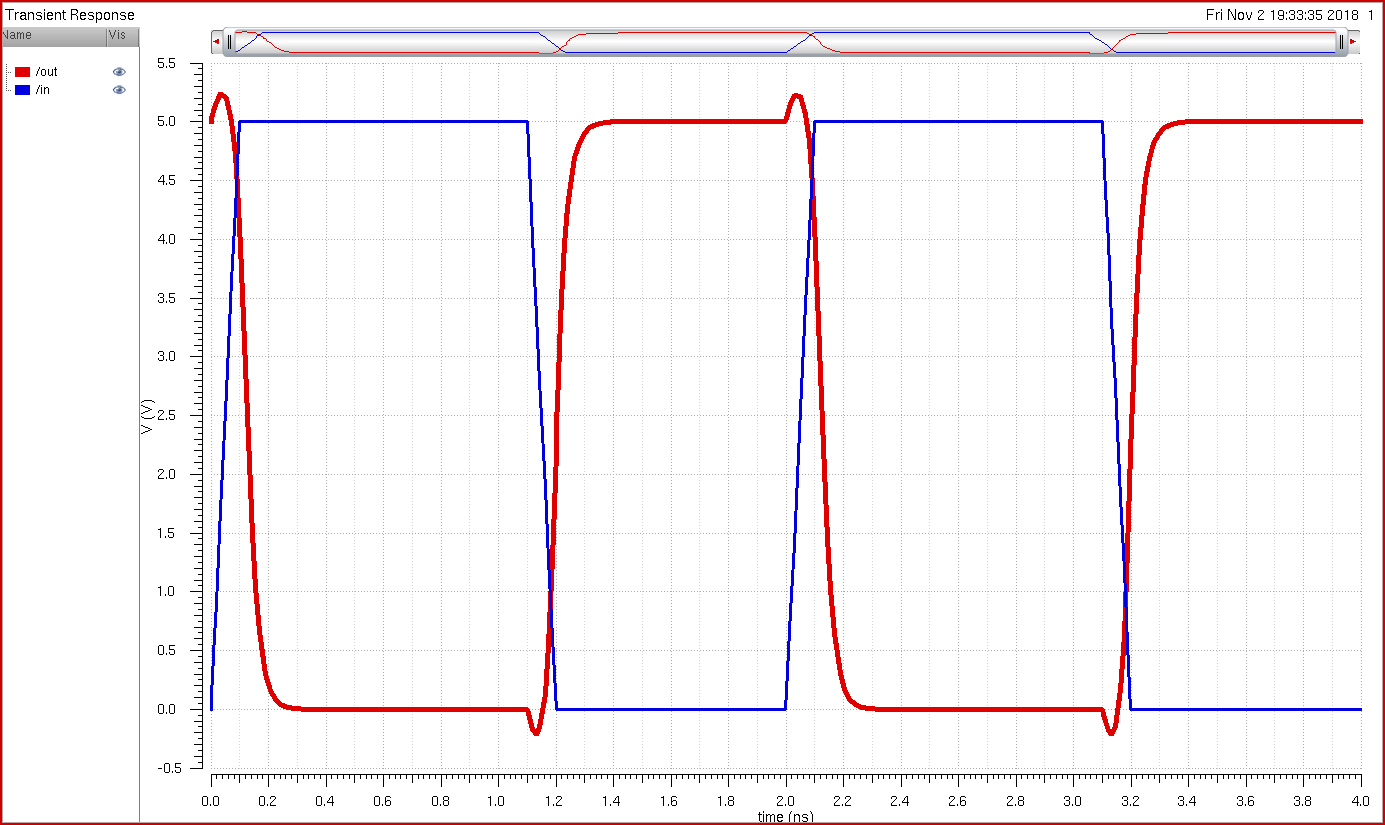 Transient Response
Fri Nov 2 19:33:35 2018 1
Name Vis
/out
/in
5.5
5.0
4.5
4.0
3.5
3.0
2.5
2.0
1.5
1.0
0.5
0.0
-0.5
V (V)
0.0 0.2 0.4 0.6 0.8 1.0 1.2 1.4 1.6 1.8 2.0 2.2 2.4 2.6 2.8 3.0 3.2 3.4 3.6 3.8 4.0
time (ns)